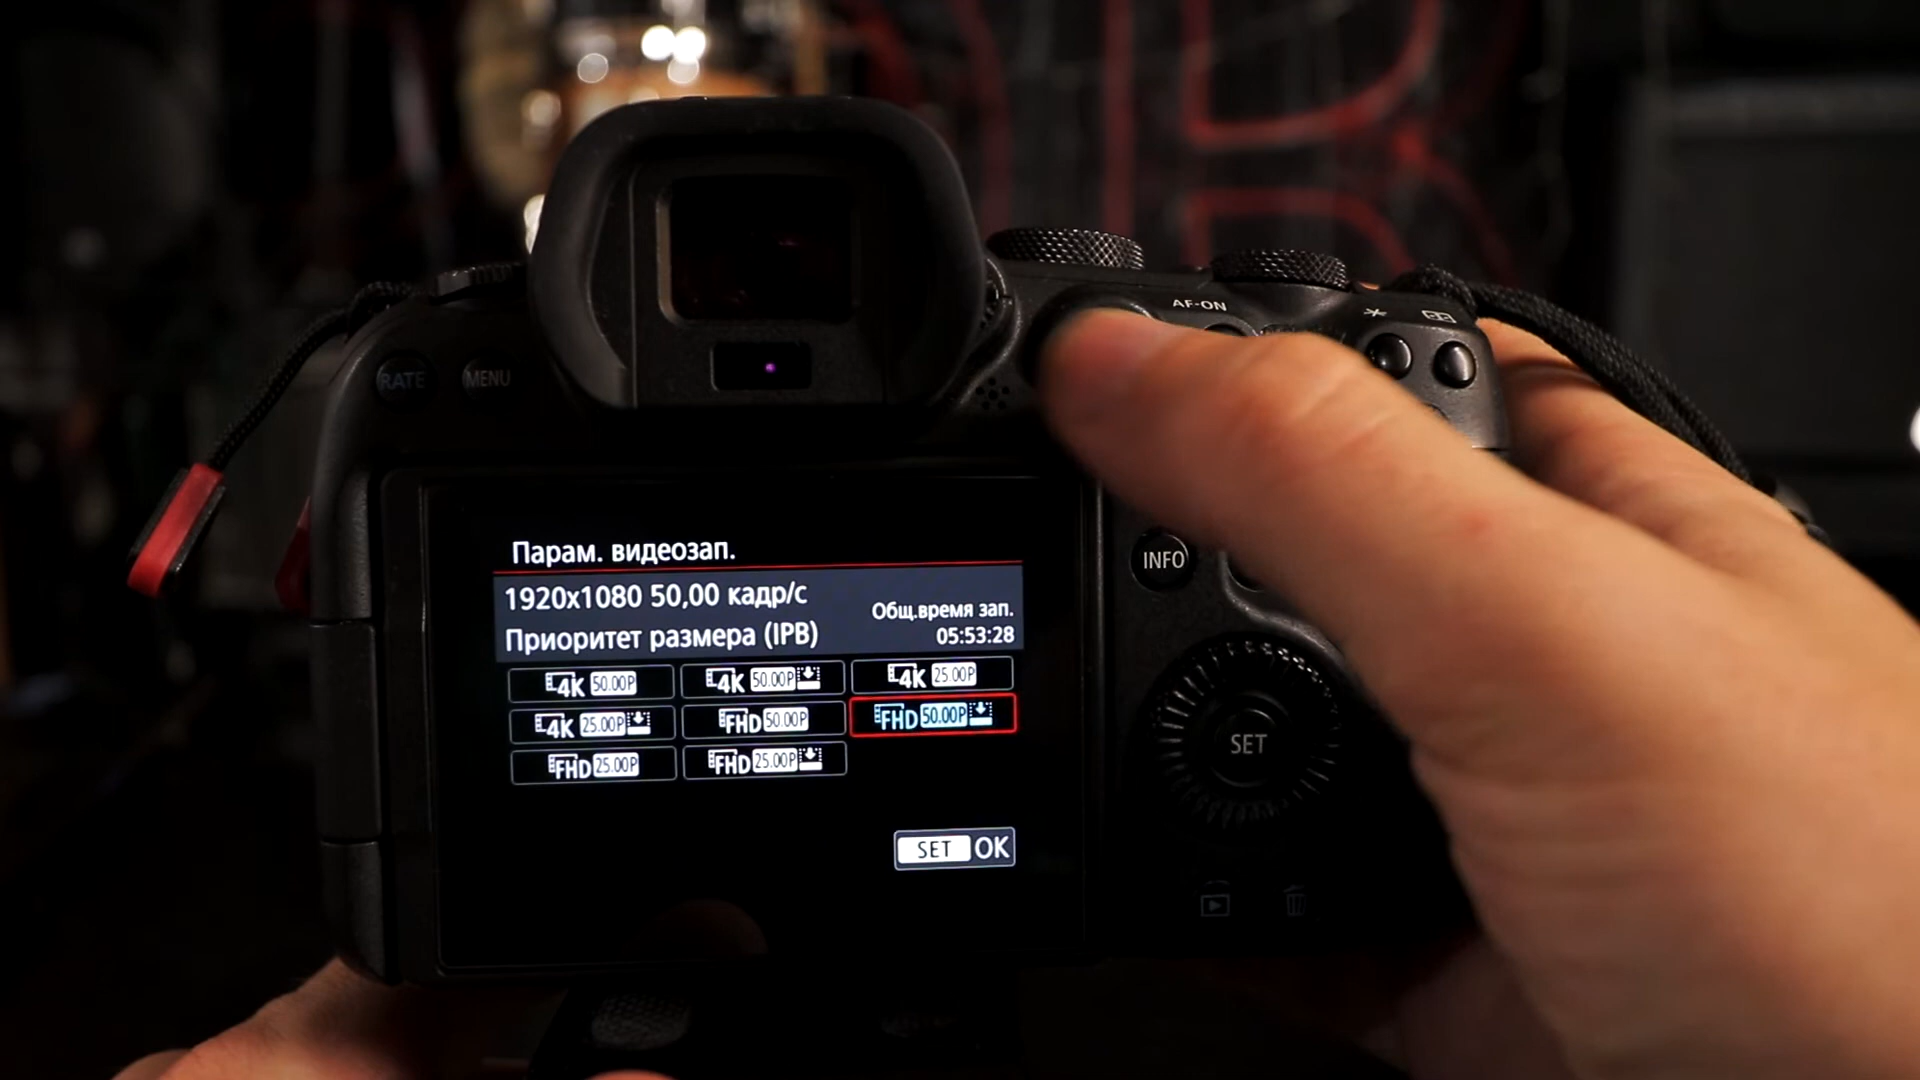 AF-ON
RATE MENU
INFO
SET
Парам. видеозап.
1920x1080 50,00 кадр/с
Общ.время зап.
Приоритет размера (IPB)
05:53:28
4K 50.00P 4K 50.00P 4K 25.00P
4K 25.00P FHD 50.00P FHD 50.00P
FHD 25.00P FHD 25.00P
SET OK